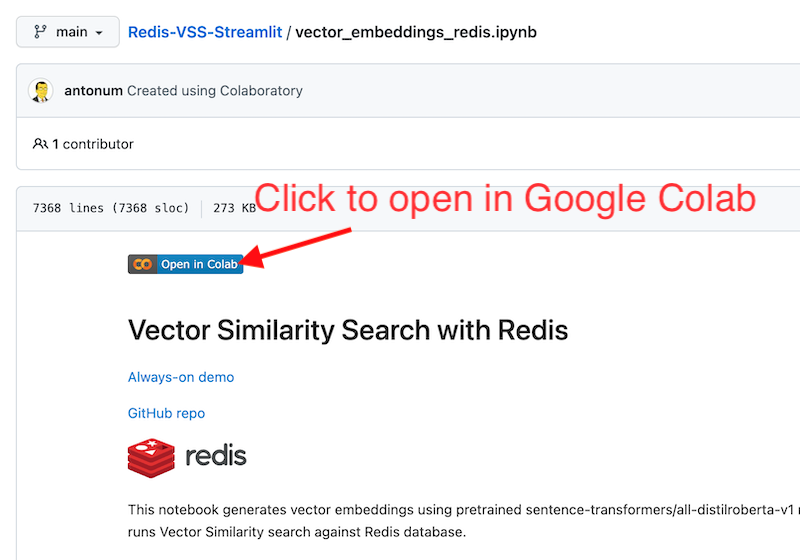 main
Redis-VSS-Streamlit / vector_embeddings_redis.ipynb
antonum Created using Colaboratory
1 contributor
7368 lines (7368 sloc) 273 KB
Click to open in Google Colab
CO Open in Colab
Vector Similarity Search with Redis
Always-on demo
GitHub repo
redis
This notebook generates vector embeddings using pretrained sentence-transformers/all-distilroberta-v1
runs Vector Similarity search against Redis database.